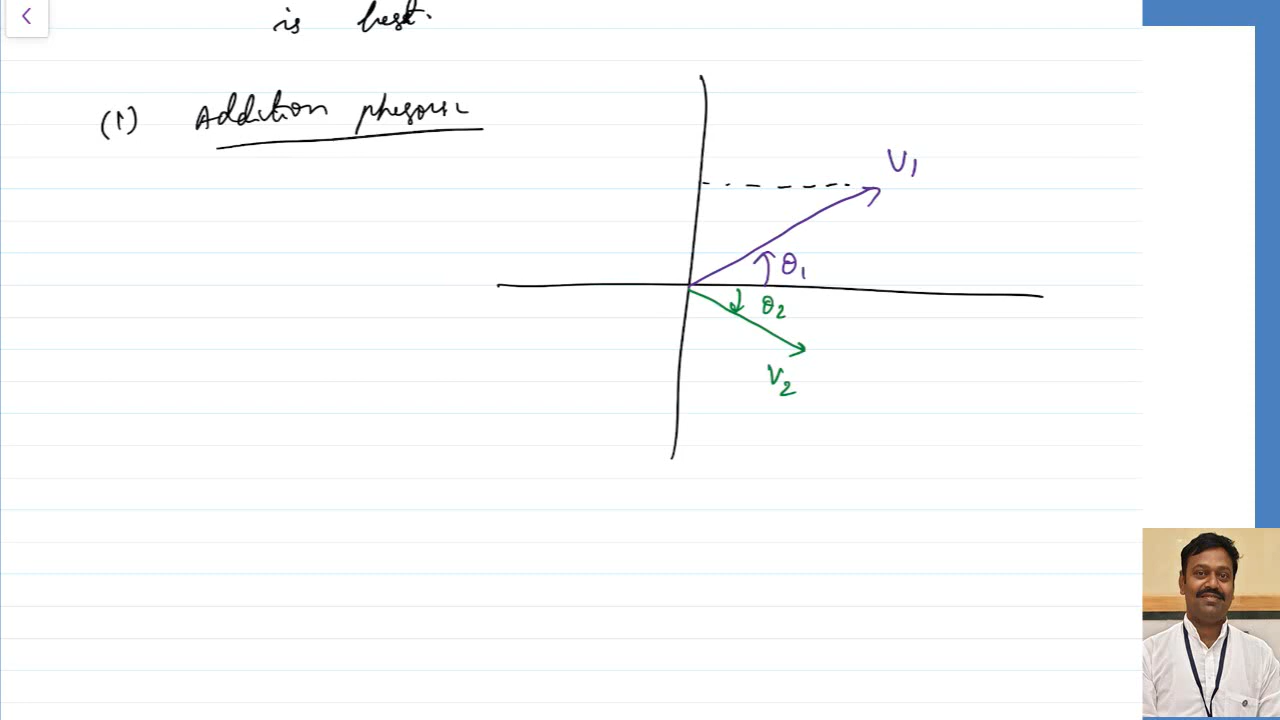 is best.
(1) Addition phasors
V1
θ1
θ2
V2